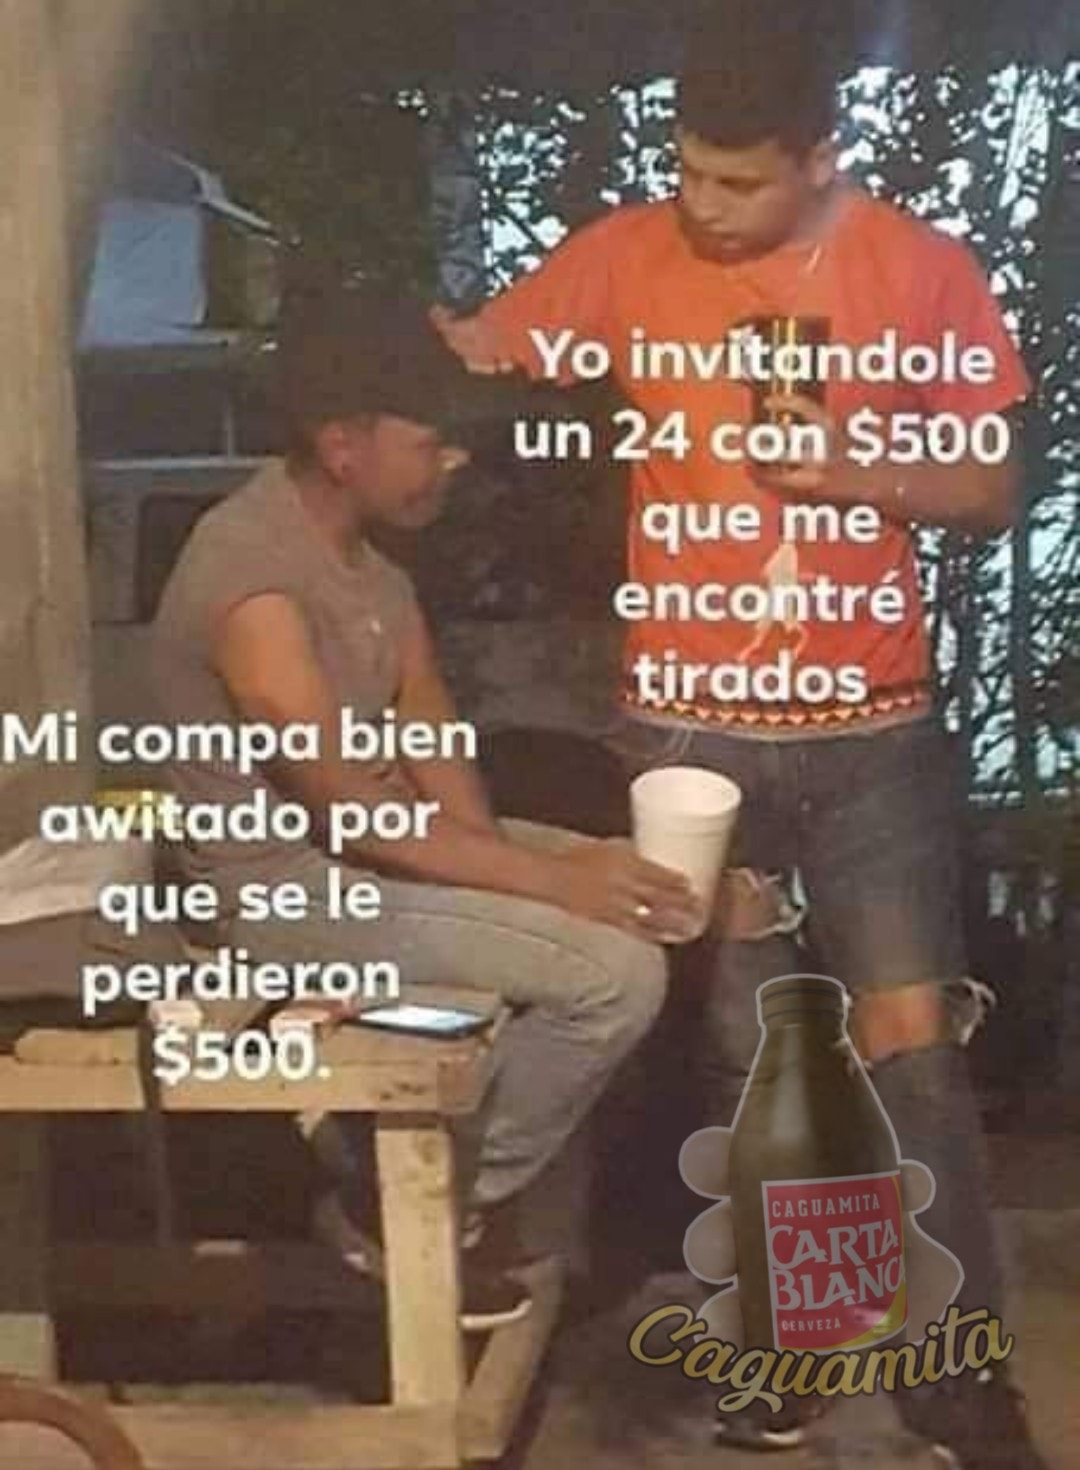 Yo invitandole
un 24 con $500
que me
encontré
tirados
Mi compa bien
awitado por
que se le
perdieron
$500.
CAGUAMITA
CARTA
BLANC
CERVEZA
Caguamita